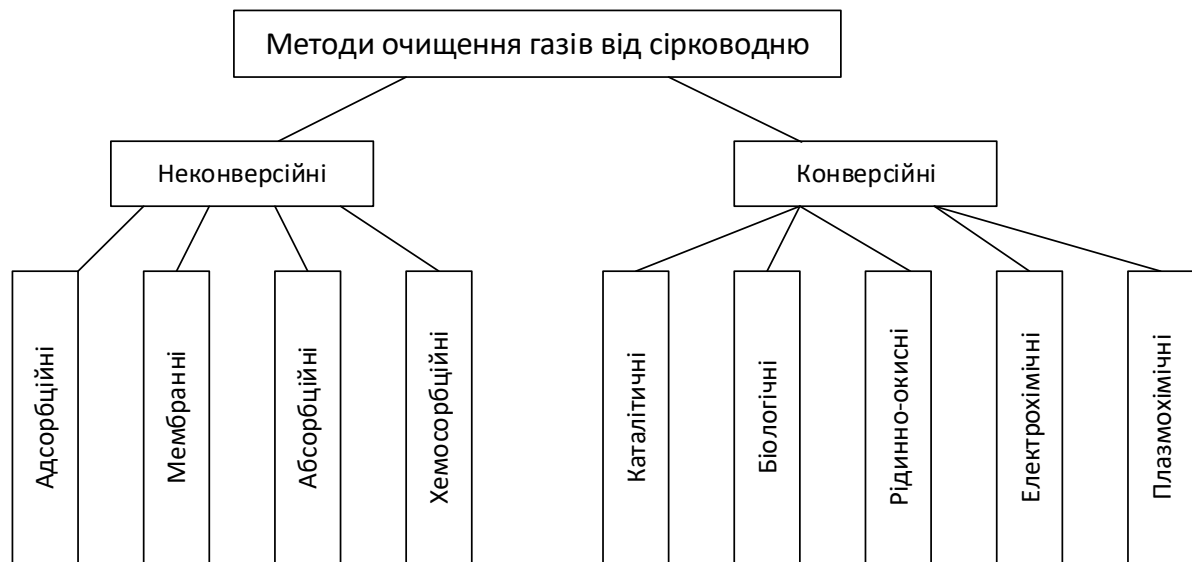 Методи очищення газів від сірководню
Неконверсійні
Конверсійні
Адсорбційні
Мембранні
Абсорбційні
Хемосорбційні
Каталітичні
Біологічні
Рідинно-окисні
Електрохімічні
Плазмохімічні